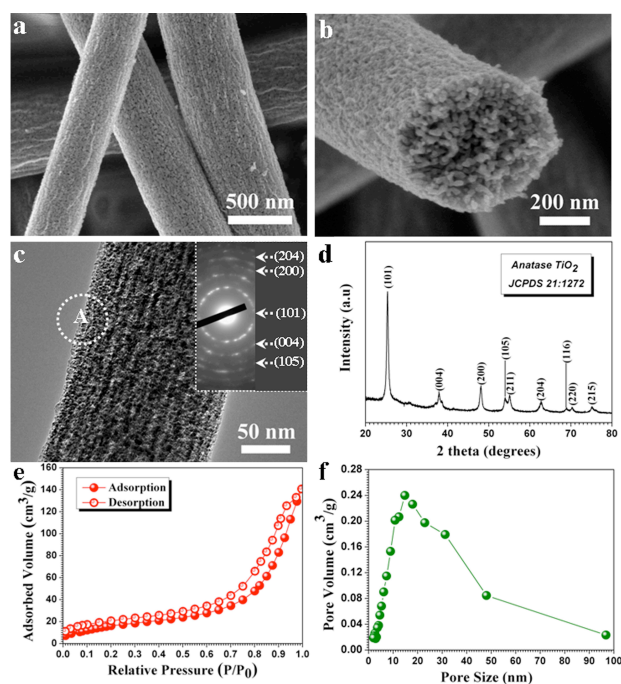 a
500 nm
b
200 nm
c
A
(204)
(200)
(101)
(004)
(105)
50 nm
d
Anatase TiO2
JCPDS 21:1272
(101)
(004)
(200)
(105)
(211)
(204)
(116)
(220)
(215)
Intensity (a.u)
20 30 40 50 60 70 80
2 theta (degrees)
e
Adsorption
Desorption
160
140
120
100
80
60
40
20
0
Adsorbed Volume (cm3/g)
0.0 0.1 0.2 0.3 0.4 0.5 0.6 0.7 0.8 0.9 1.0
Relative Pressure (P/P0)
f
0.28
0.24
0.20
0.16
0.12
0.08
0.04
0.00
Pore Volume (cm3/g)
0 10 20 30 40 50 60 70 80 90 100
Pore Size (nm)